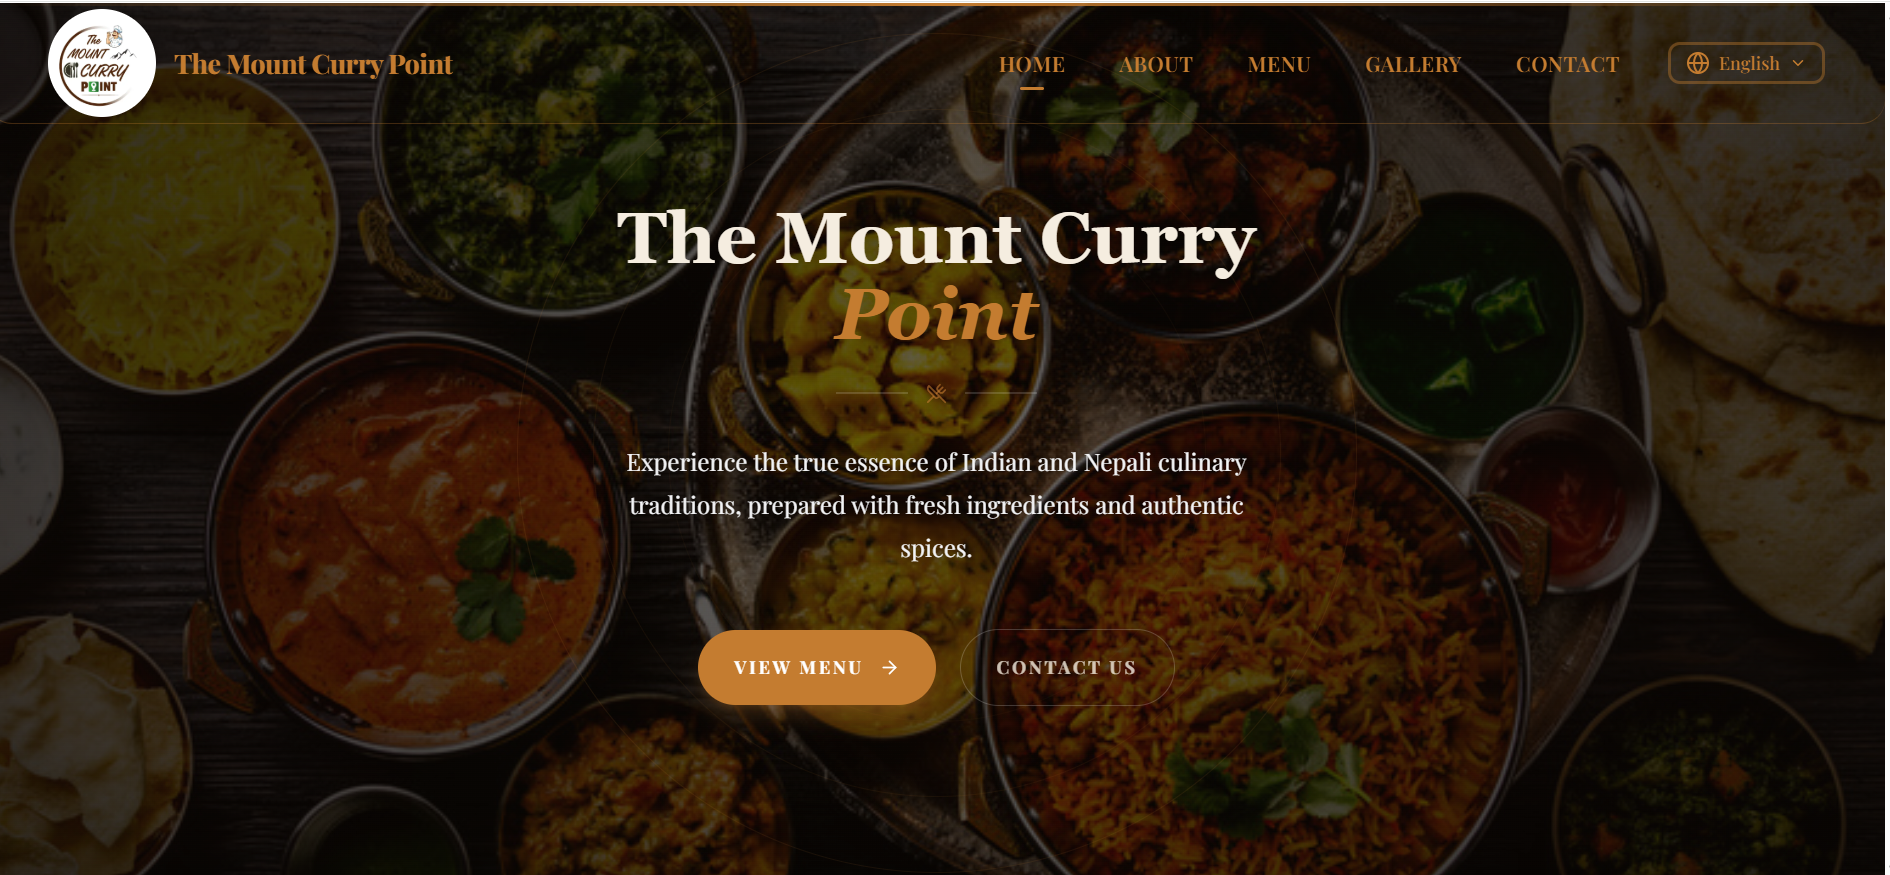 The
MOUNT
CURRY
POINT
The Mount Curry Point
HOME
ABOUT
MENU
GALLERY
CONTACT
English
The Mount Curry
Point
Experience the true essence of Indian and Nepali culinary
traditions, prepared with fresh ingredients and authentic
spices.
VIEW MENU
CONTACT US